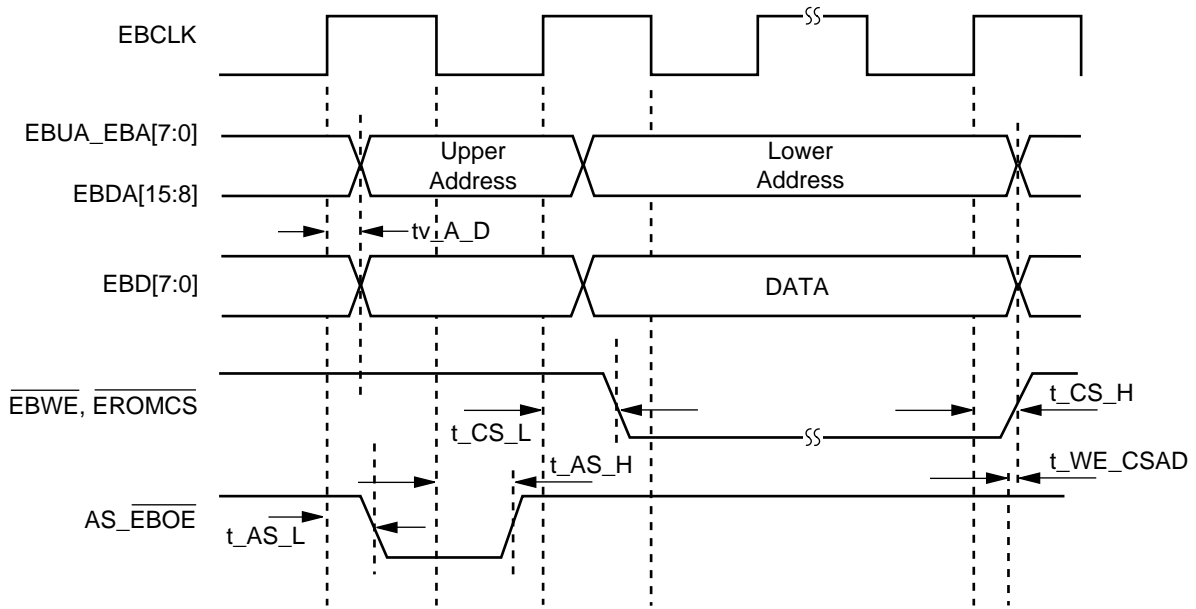 EBCLK
EBUA_EBA[7:0]
Upper
Address
Lower
Address
EBDA[15:8]
tv_A_D
EBD[7:0]
DATA
EBWE, EROMCS
t_CS_L
t_CS_H
t_AS_H
t_WE_CSAD
AS_EBOE
t_AS_L